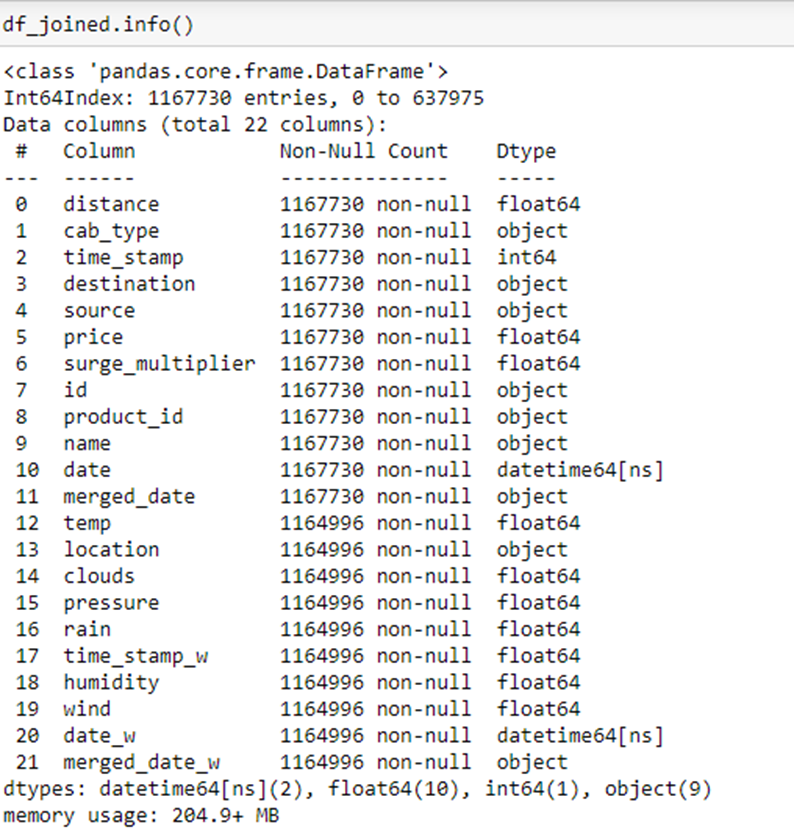 df_joined.info()
<class 'pandas.core.frame.DataFrame'>
Int64Index: 1167730 entries, 0 to 637975
Data columns (total 22 columns):
 #   Column            Non-Null Count    Dtype
---  ------            --------------    -----
 0   distance          1167730 non-null  float64
 1   cab_type          1167730 non-null  object
 2   time_stamp        1167730 non-null  int64
 3   destination       1167730 non-null  object
 4   source            1167730 non-null  object
 5   price             1167730 non-null  float64
 6   surge_multiplier  1167730 non-null  float64
 7   id                1167730 non-null  object
 8   product_id        1167730 non-null  object
 9   name              1167730 non-null  object
 10  date              1167730 non-null  datetime64[ns]
 11  merged_date       1167730 non-null  object
 12  temp              1164996 non-null  float64
 13  location          1164996 non-null  object
 14  clouds            1164996 non-null  float64
 15  pressure          1164996 non-null  float64
 16  rain              1164996 non-null  float64
 17  time_stamp_w      1164996 non-null  float64
 18  humidity          1164996 non-null  float64
 19  wind              1164996 non-null  float64
 20  date_w            1164996 non-null  datetime64[ns]
 21  merged_date_w     1164996 non-null  object
dtypes: datetime64[ns](2), float64(10), int64(1), object(9)
memory usage: 204.9+ MB